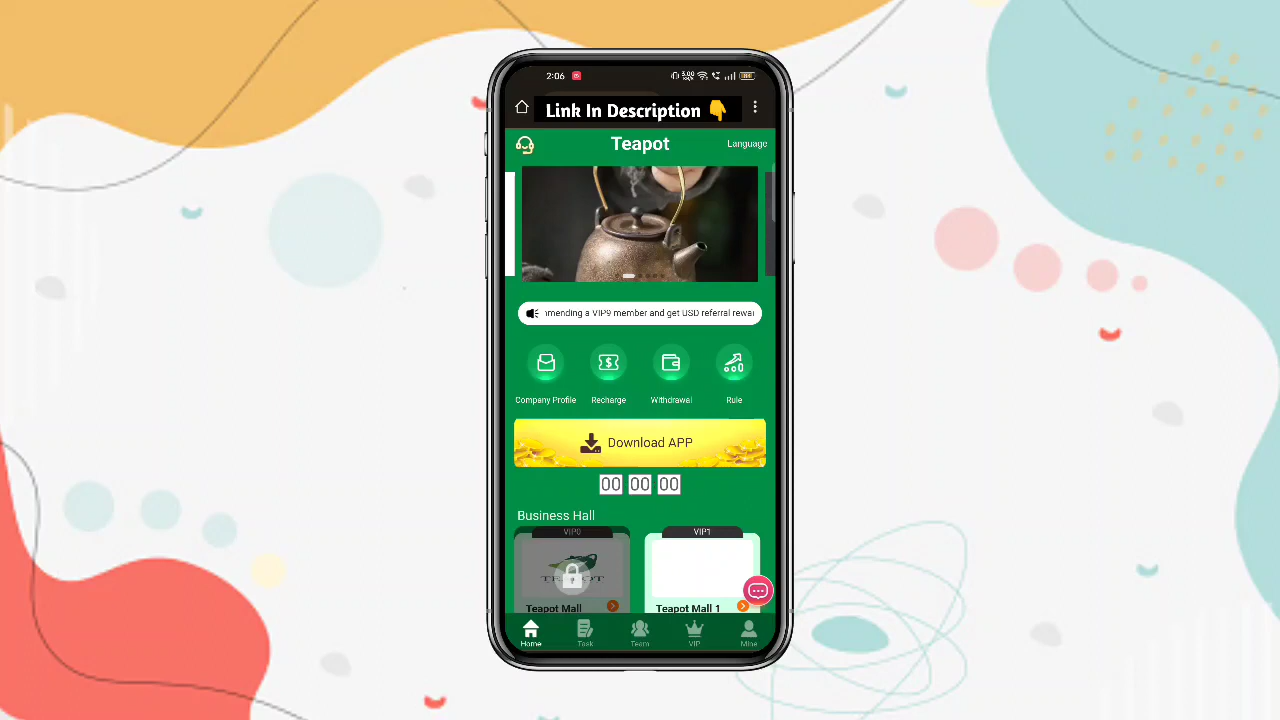 2:06
Link In Description
Teapot
Language
mending a VIP9 member and get USD referral rewa
Company Profile
Recharge
Withdrawal
Rule
Download APP
00 00 00
Business Hall
VIP0
VIP1
TEAPOT
Teapot Mall
Teapot Mall 1
Home
Task
Team
VIP
Mine